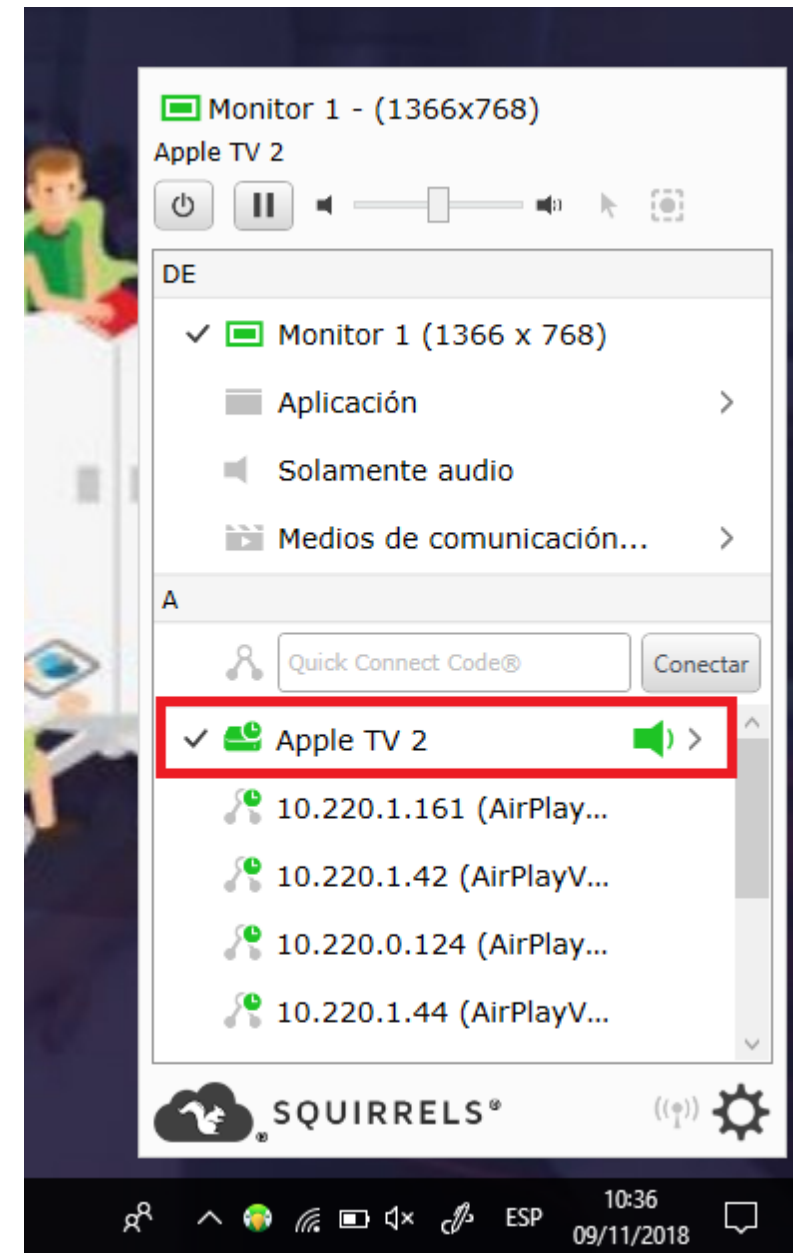 Monitor 1 - (1366x768)
Apple TV 2
DE
Monitor 1 (1366 x 768)
Aplicación
Solamente audio
Medios de comunicación...
A
Quick Connect Code®
Conectar
Apple TV 2
10.220.1.161 (AirPlay...
10.220.1.42 (AirPlayV...
10.220.0.124 (AirPlay...
10.220.1.44 (AirPlayV...
SQUIRRELS®
ESP
10:36
09/11/2018